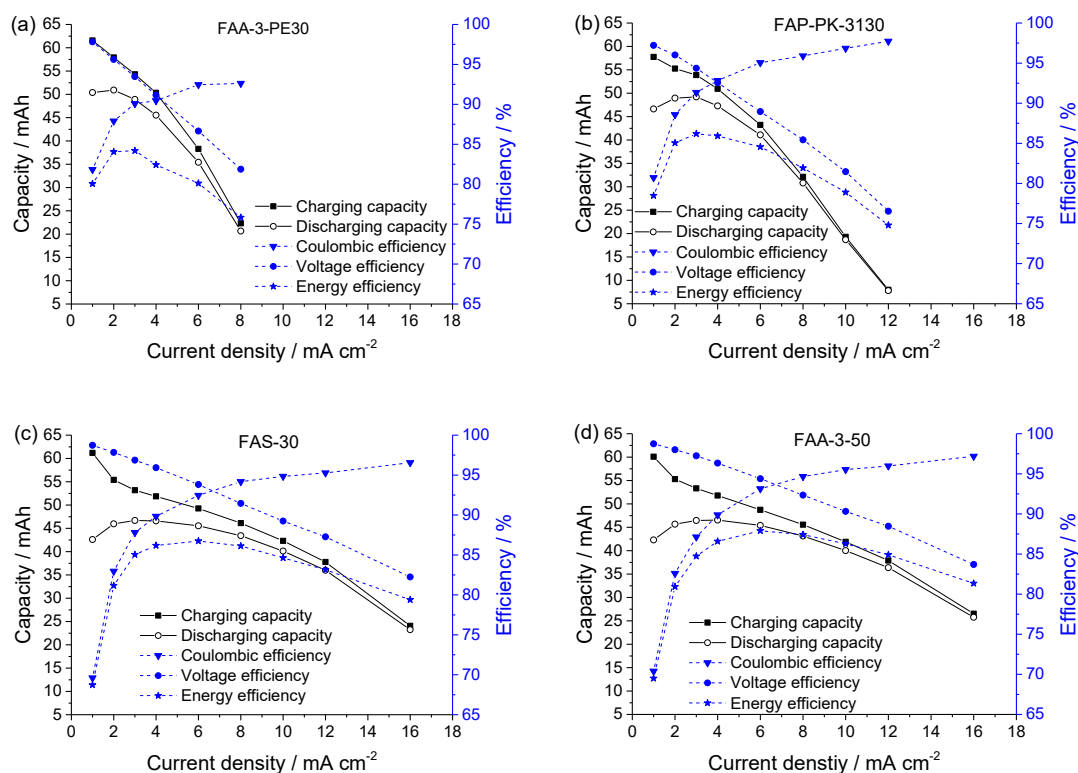 (a)
FAA-3-PE30
65
60
55
50
45
40
35
30
25
20
15
10
5
Capacity / mAh
100
95
90
85
80
75
70
65
Efficiency / %
Charging capacity
Discharging capacity
Coulombic efficiency
Voltage efficiency
Energy efficiency
0 2 4 6 8 10 12 14 16 18
Current density / mA cm⁻²
(b)
FAP-PK-3130
65
60
55
50
45
40
35
30
25
20
15
10
5
Capacity / mAh
100
95
90
85
80
75
70
65
Efficiency / %
Charging capacity
Discharging capacity
Coulombic efficiency
Voltage efficiency
Energy efficiency
0 2 4 6 8 10 12 14 16 18
Current density / mA cm⁻²
(c)
FAS-30
65
60
55
50
45
40
35
30
25
20
15
10
5
Capacity / mAh
100
95
90
85
80
75
70
65
Efficiency / %
Charging capacity
Discharging capacity
Coulombic efficiency
Voltage efficiency
Energy efficiency
0 2 4 6 8 10 12 14 16 18
Current density / mA cm⁻²
(d)
FAA-3-50
65
60
55
50
45
40
35
30
25
20
15
10
5
Capacity / mAh
100
95
90
85
80
75
70
65
Efficiency / %
Charging capacity
Discharging capacity
Coulombic efficiency
Voltage efficiency
Energy efficiency
0 2 4 6 8 10 12 14 16 18
Current density / mA cm⁻²